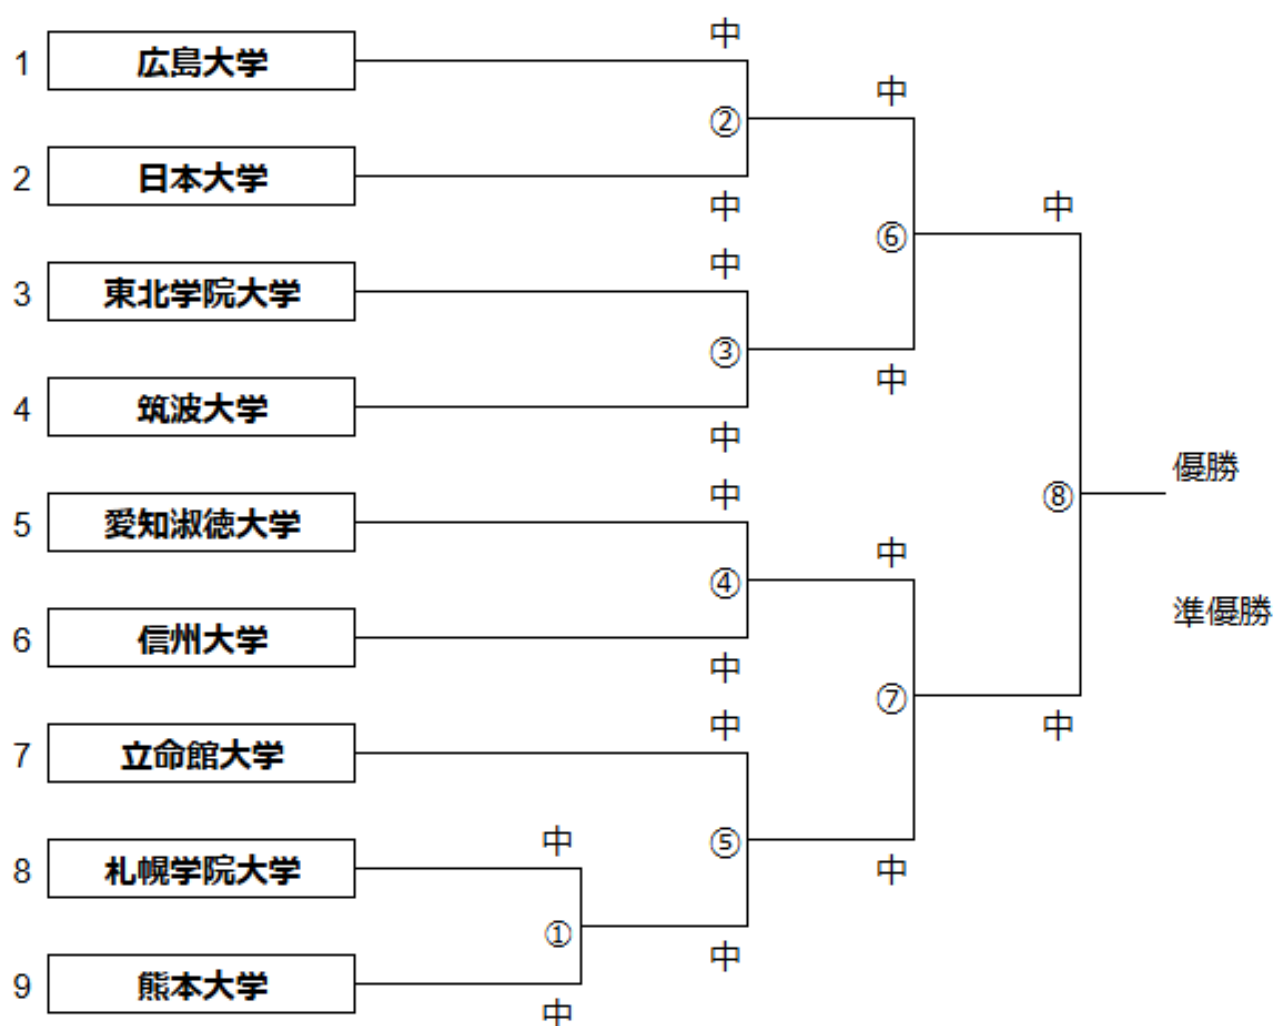 中
1 広島大学
中
②
2 日本大学
中
中
⑥
中
3 東北学院大学
③
中
4 筑波大学
中
優勝
中
⑧
5 愛知淑徳大学
中
④
準優勝
6 信州大学
中
⑦
中
中
7 立命館大学
中
⑤
8 札幌学院大学
中
①
中
9 熊本大学
中